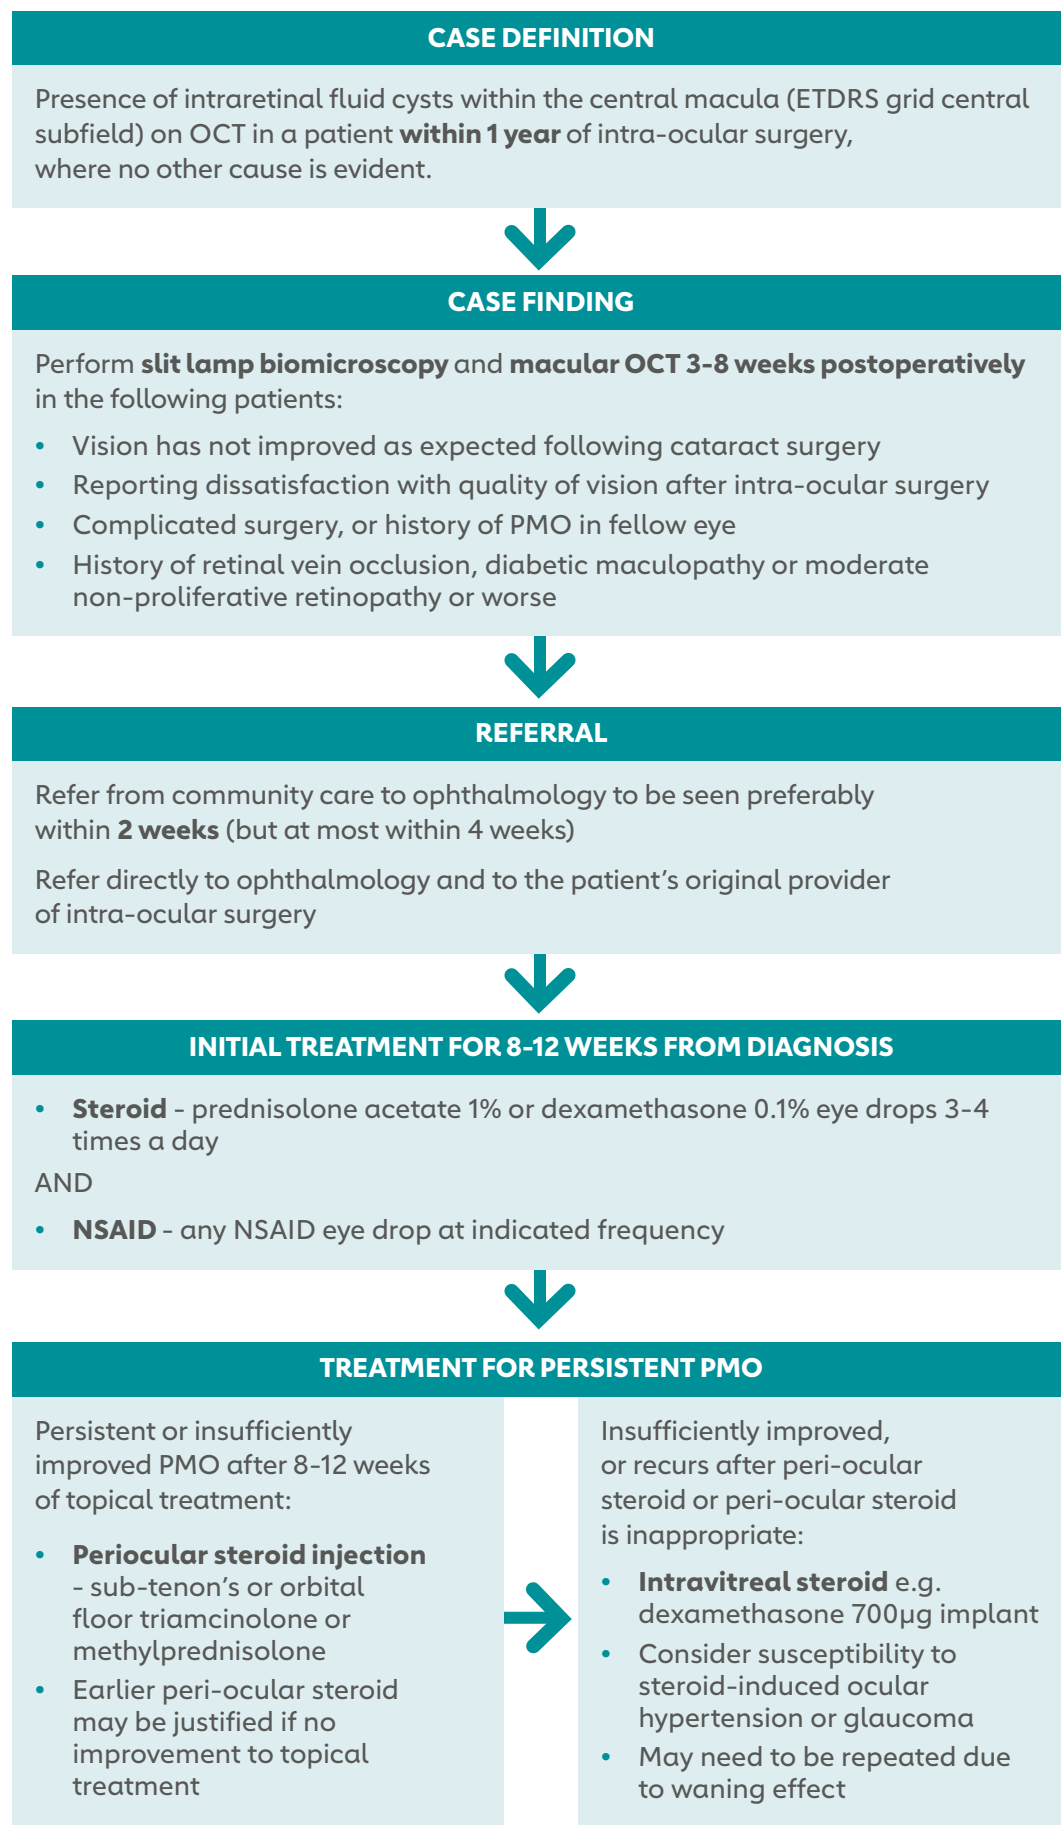 CASE DEFINITION
Presence of intraretinal fluid cysts within the central macula (ETDRS grid central
subfield) on OCT in a patient within 1 year of intra-ocular surgery,
where no other cause is evident.
CASE FINDING
Perform slit lamp biomicroscopy and macular OCT 3-8 weeks postoperatively
in the following patients:
• Vision has not improved as expected following cataract surgery
• Reporting dissatisfaction with quality of vision after intra-ocular surgery
• Complicated surgery, or history of PMO in fellow eye
• History of retinal vein occlusion, diabetic maculopathy or moderate
non-proliferative retinopathy or worse
REFERRAL
Refer from community care to ophthalmology to be seen preferably
within 2 weeks (but at most within 4 weeks)
Refer directly to ophthalmology and to the patient's original provider
of intra-ocular surgery
INITIAL TREATMENT FOR 8-12 WEEKS FROM DIAGNOSIS
• Steroid - prednisolone acetate 1% or dexamethasone 0.1% eye drops 3-4
times a day
AND
• NSAID - any NSAID eye drop at indicated frequency
TREATMENT FOR PERSISTENT PMO
Persistent or insufficiently
improved PMO after 8-12 weeks
of topical treatment:
• Periocular steroid injection
- sub-tenon's or orbital
floor triamcinolone or
methylprednisolone
• Earlier peri-ocular steroid
may be justified if no
improvement to topical
treatment
Insufficiently improved,
or recurs after peri-ocular
steroid or peri-ocular steroid
is inappropriate:
• Intravitreal steroid e.g.
dexamethasone 700µg implant
• Consider susceptibility to
steroid-induced ocular
hypertension or glaucoma
• May need to be repeated due
to waning effect